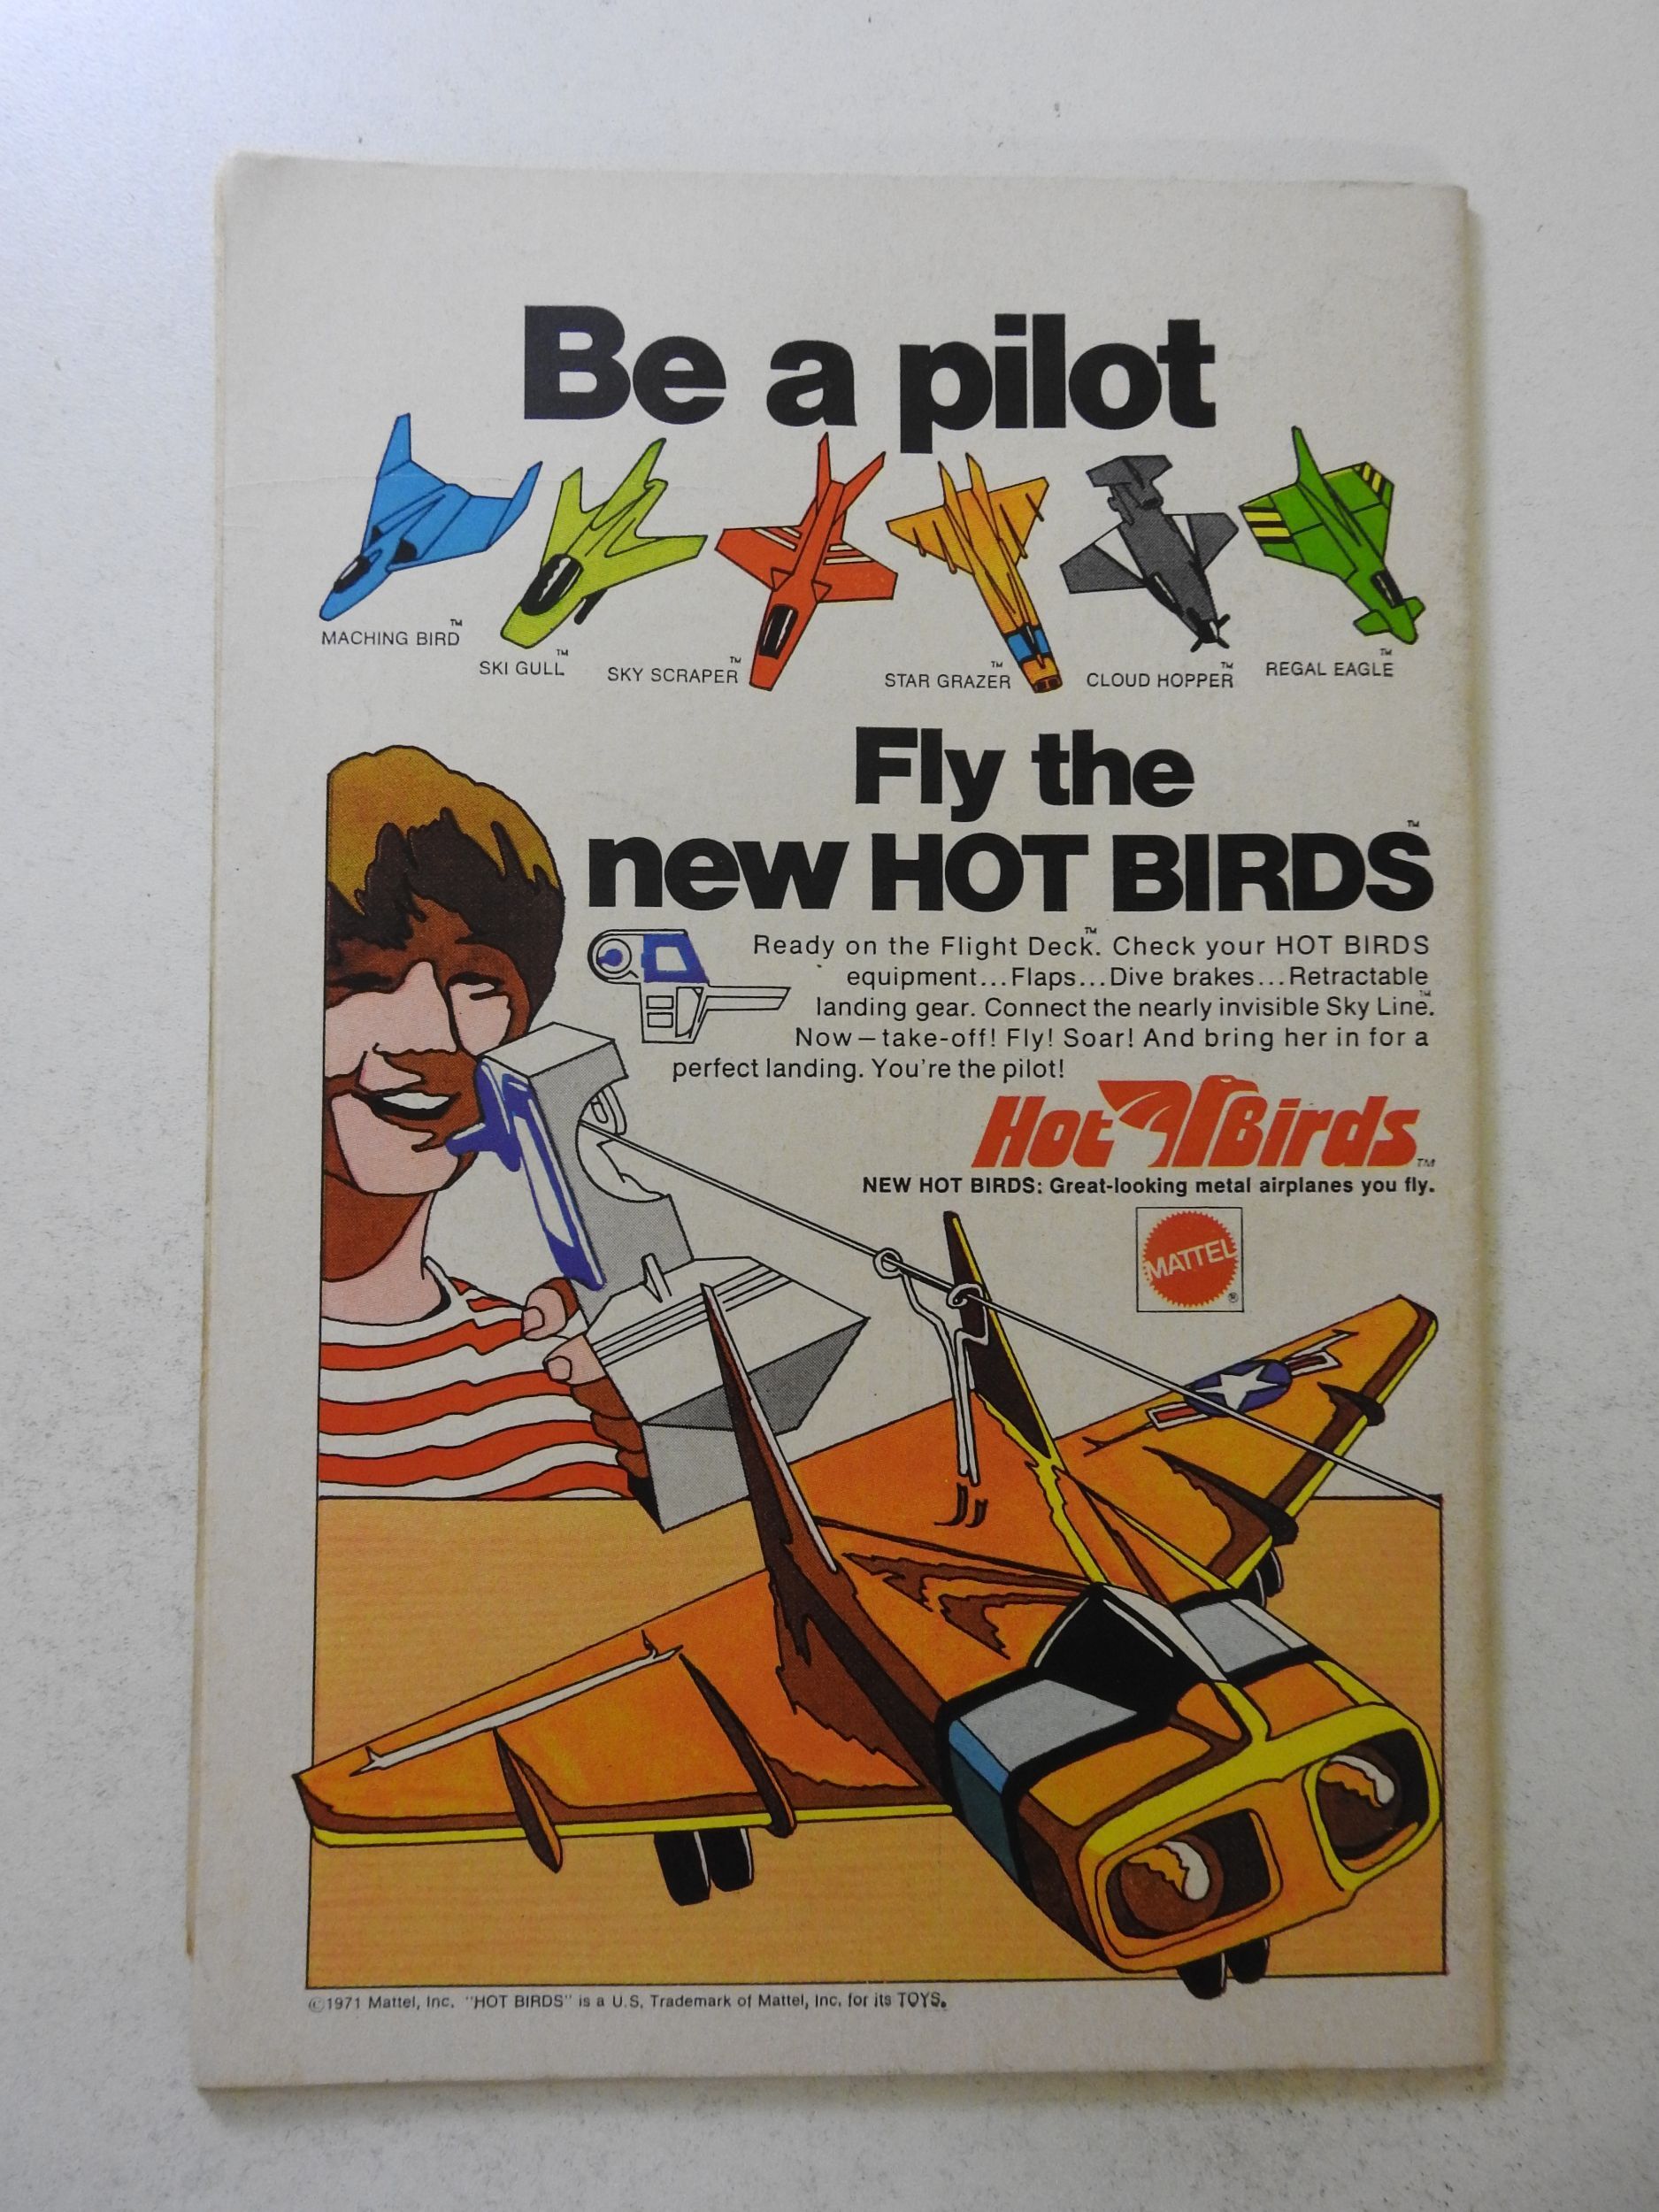 Be a pilot
MACHING BIRD™
SKI GULL™
SKY SCRAPER™
STAR GRAZER™
CLOUD HOPPER™
REGAL EAGLE™
Fly the
new HOT BIRDS™
Ready on the Flight Deck™. Check your HOT BIRDS
equipment...Flaps...Dive brakes...Retractable
landing gear. Connect the nearly invisible Sky Line™.
Now—take-off! Fly! Soar! And bring her in for a
perfect landing. You're the pilot!
Hot Birds™
NEW HOT BIRDS: Great-looking metal airplanes you fly.
MATTEL®
©1971 Mattel, Inc. "HOT BIRDS" is a U.S. Trademark of Mattel, Inc. for its TOYS.